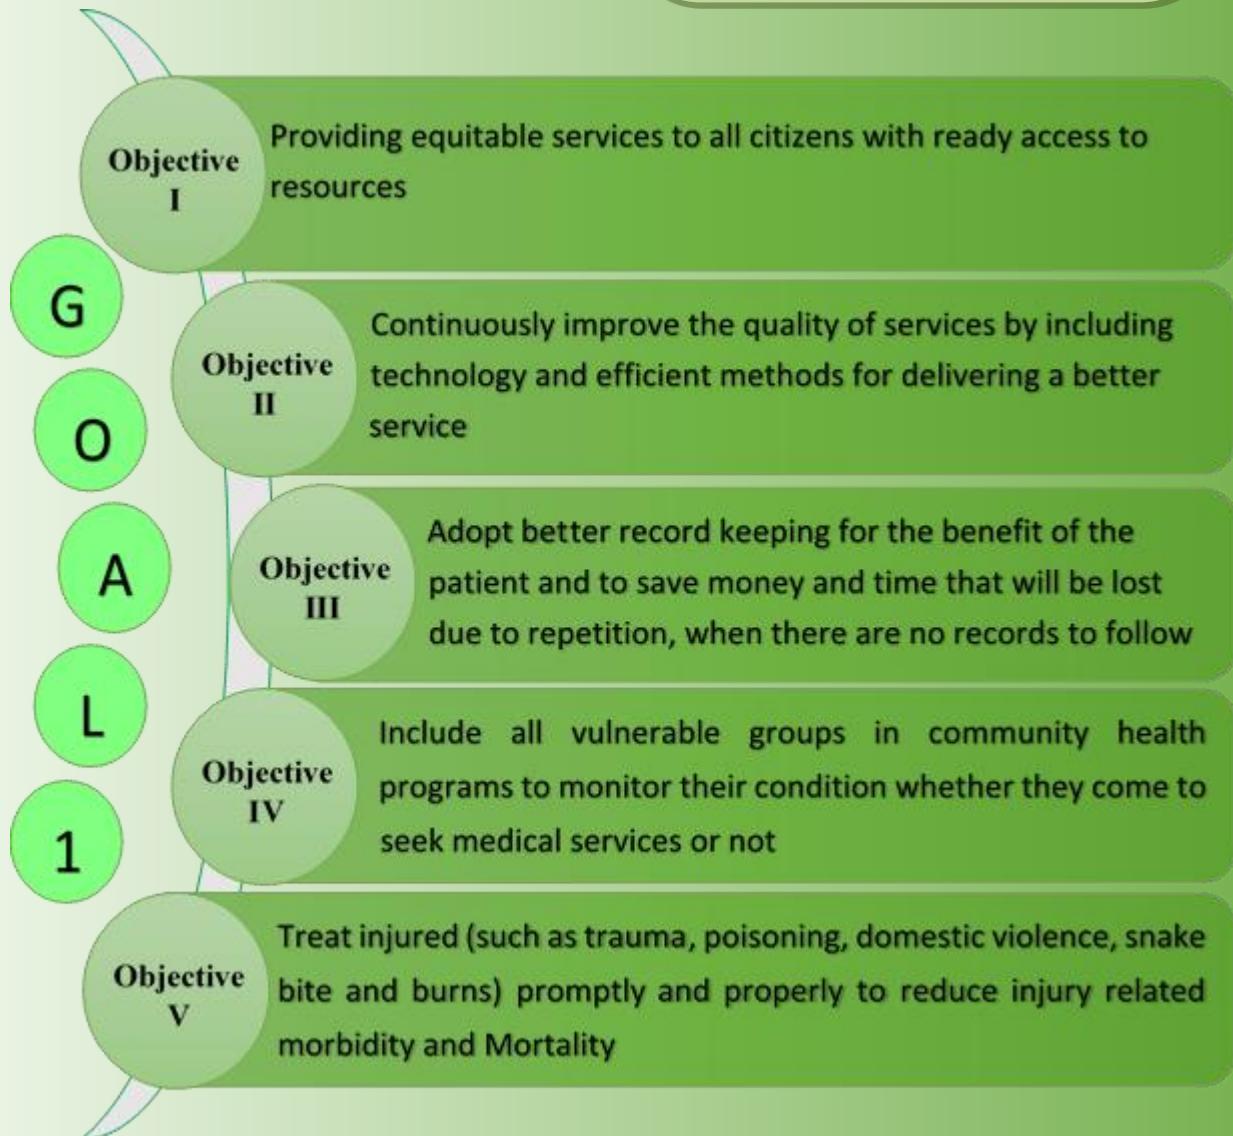 Objective
I
Providing equitable services to all citizens with ready access to
resources
G
O
A
L
1
Objective
II
Continuously improve the quality of services by including
technology and efficient methods for delivering a better
service
Objective
III
Adopt better record keeping for the benefit of the
patient and to save money and time that will be lost
due to repetition, when there are no records to follow
Objective
IV
Include all vulnerable groups in community health
programs to monitor their condition whether they come to
seek medical services or not
Objective
V
Treat injured (such as trauma, poisoning, domestic violence, snake
bite and burns) promptly and properly to reduce injury related
morbidity and Mortality